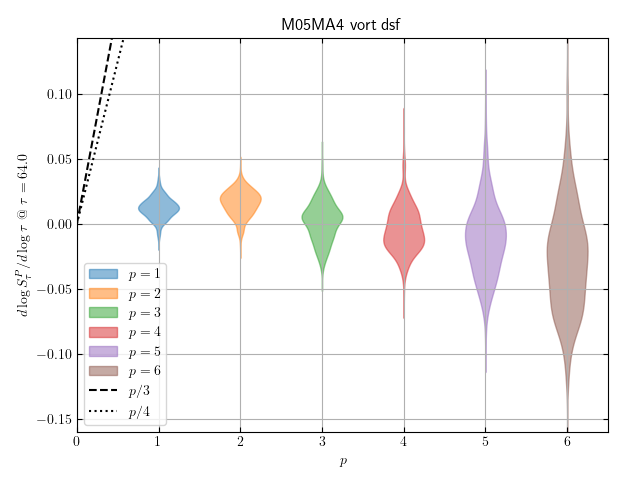 M05MA4 vort dsf
d log S_τ^P / d log τ @ τ = 64.0
0.10
0.05
0.00
−0.05
−0.10
−0.15
p = 1
p = 2
p = 3
p = 4
p = 5
p = 6
p/3
p/4
0 1 2 3 4 5 6
p